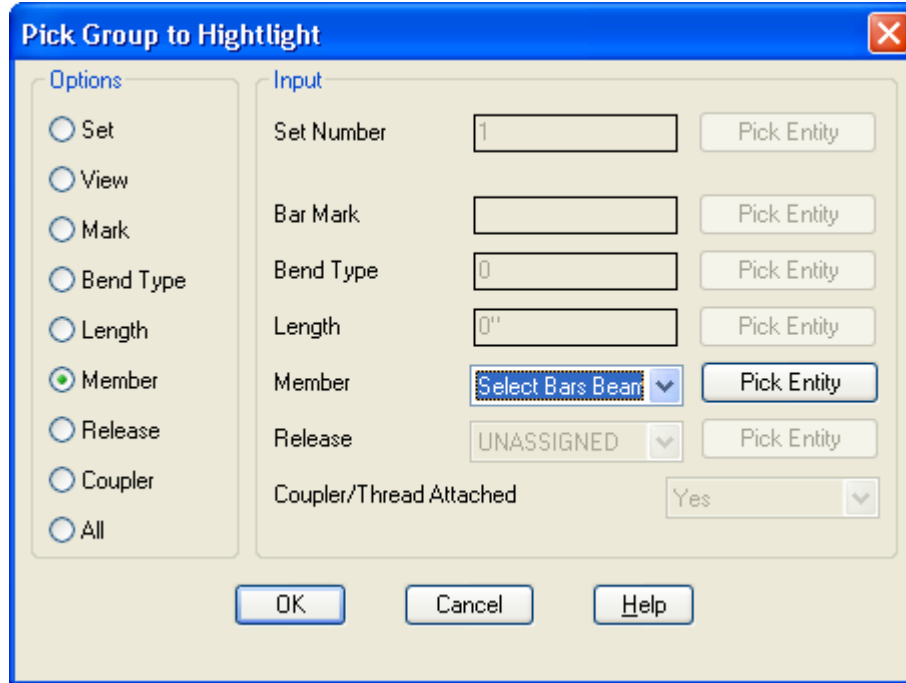 Pick Group to Hightlight
Options
Set
View
Mark
Bend Type
Length
Member
Release
Coupler
All
Input
Set Number 1 Pick Entity
Bar Mark Pick Entity
Bend Type 0 Pick Entity
Length 0" Pick Entity
Member Select Bars Beam Pick Entity
Release UNASSIGNED Pick Entity
Coupler/Thread Attached Yes
OK Cancel Help